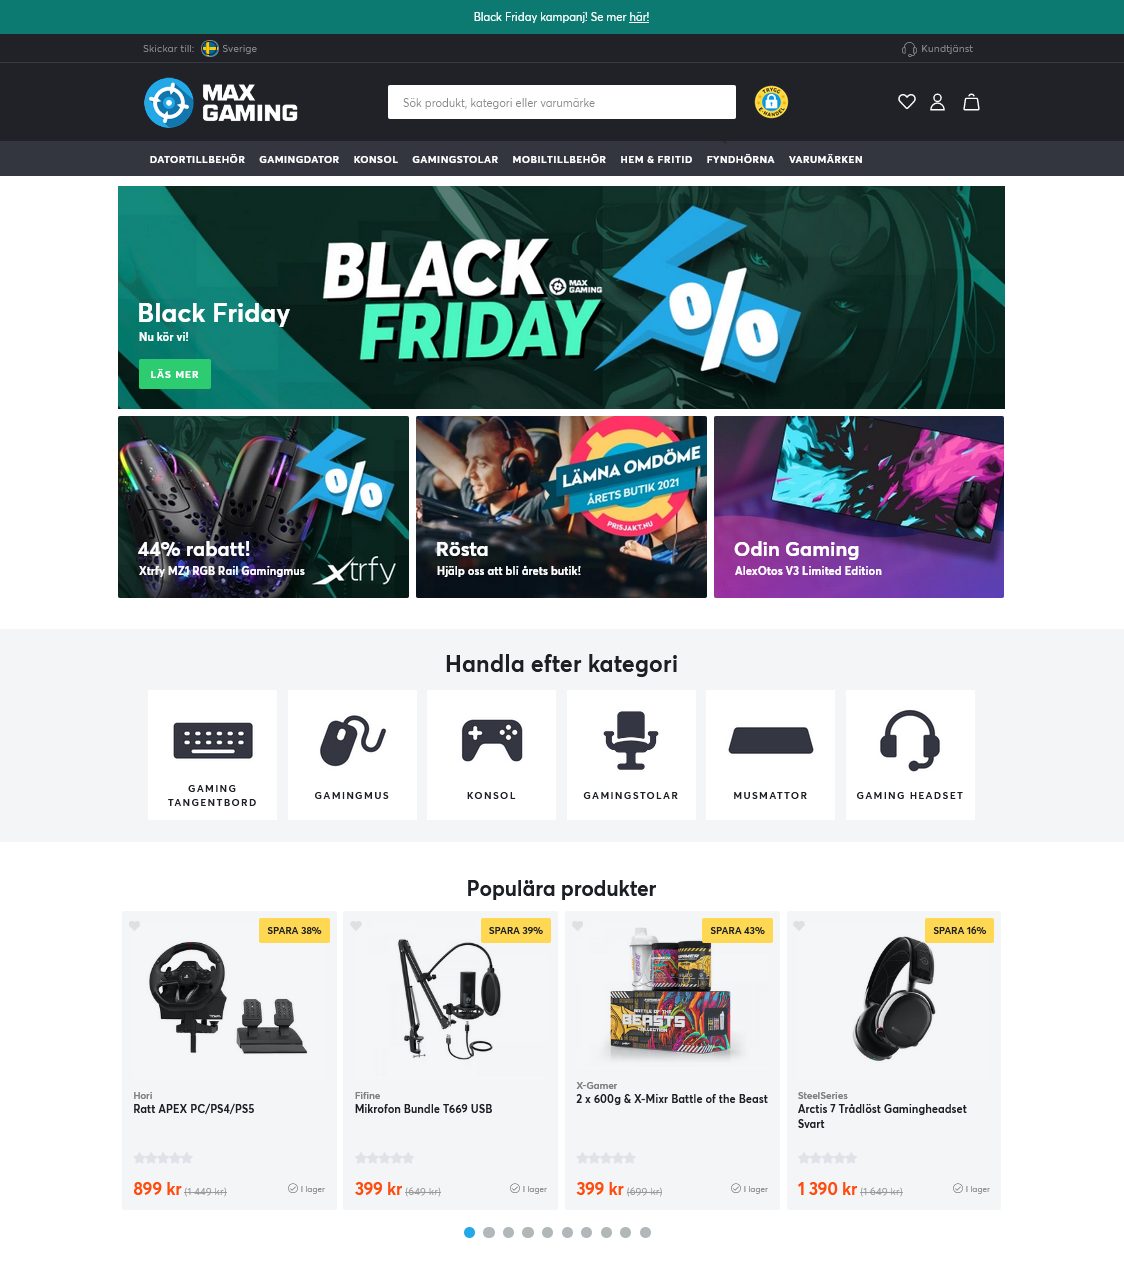 Black Friday kampanj! Se mer här!
Skickar till: Sverige
Kundtjänst
MAX GAMING
Sök produkt, kategori eller varumärke
TRYGG E-HANDEL
DATORTILLBEHÖR GAMINGDATOR KONSOL GAMINGSTOLAR MOBILTILLBEHÖR HEM & FRITID FYNDHÖRNA VARUMÄRKEN
BLACK
FRIDAY
MAX GAMING
%
Black Friday
Nu kör vi!
LÄS MER
%
44% rabatt!
Xtrfy MZ1 RGB Rail Gamingmus
xtrfy
LÄMNA OMDÖME
ÅRETS BUTIK 2021
PRISJAKT.NU
Rösta
Hjälp oss att bli årets butik!
Odin Gaming
AlexOtos V3 Limited Edition
Handla efter kategori
GAMING
TANGENTBORD
GAMINGMUS
KONSOL
GAMINGSTOLAR
MUSMATTOR
GAMING HEADSET
Populära produkter
SPARA 38%
Hori
Ratt APEX PC/PS4/PS5
899 kr (1 449 kr)
I lager
SPARA 39%
Fifine
Mikrofon Bundle T669 USB
399 kr (649 kr)
I lager
SPARA 43%
BATTLE OF THE
BEASTS
COLLECTION
X-Gamer
2 x 600g & X-Mixr Battle of the Beast
399 kr (699 kr)
I lager
SPARA 16%
SteelSeries
Arctis 7 Trådlöst Gamingheadset
Svart
1 390 kr (1 649 kr)
I lager